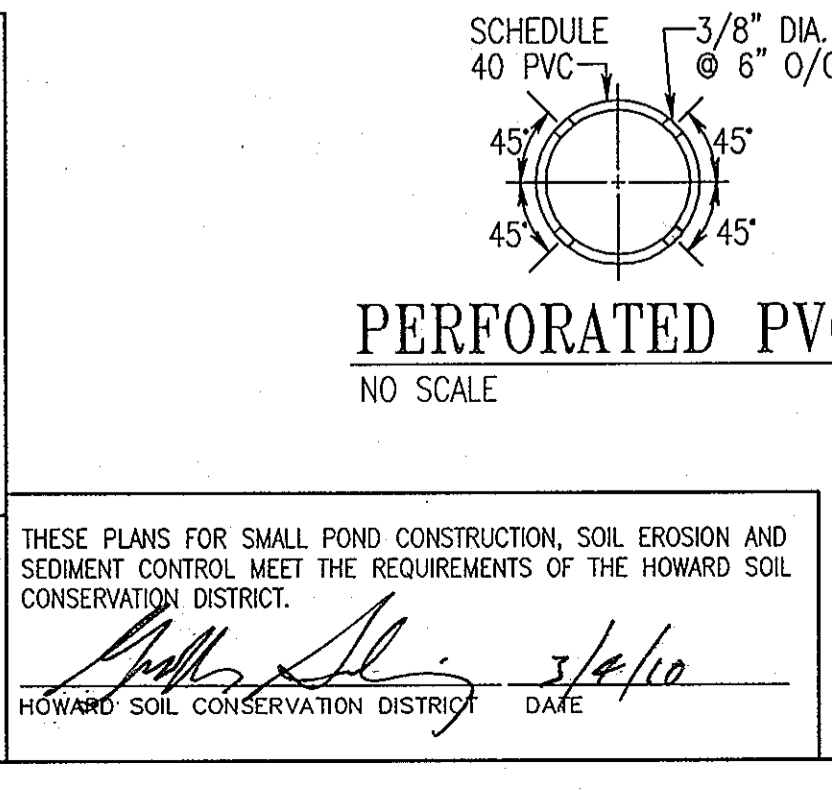 SCHEDULE
40 PVC
3/8" DIA.
@ 6" O/C
45°
45°
45°
45°
PERFORATED PV
NO SCALE
THESE PLANS FOR SMALL POND CONSTRUCTION, SOIL EROSION AND
SEDIMENT CONTROL MEET THE REQUIREMENTS OF THE HOWARD SOIL
CONSERVATION DISTRICT.
3/4/10
HOWARD SOIL CONSERVATION DISTRICT DATE